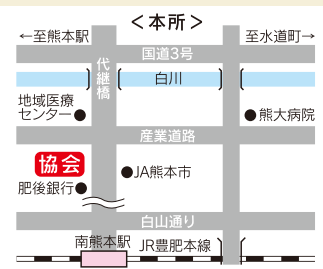 ＜本所＞
←至熊本駅
至水道町→
国道3号
代継橋
白川
地域医療
センター●
●熊大病院
産業道路
協会
●JA熊本市
肥後銀行●
白山通り
南熊本駅
JR豊肥本線